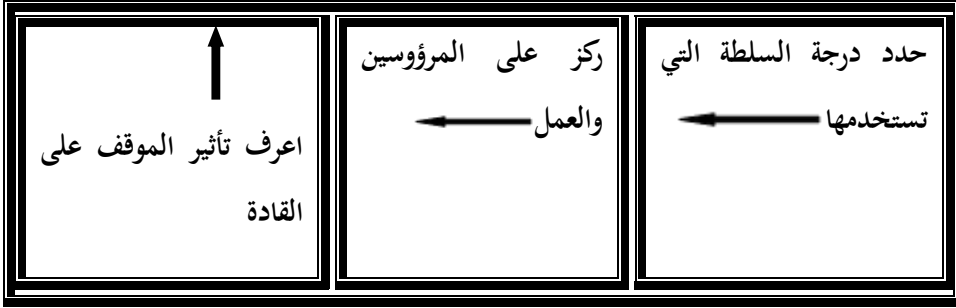 حدد درجة السلطة التي
تستخدمها
ركز على المرؤوسين
والعمل
اعرف تأثير الموقف على
القادة